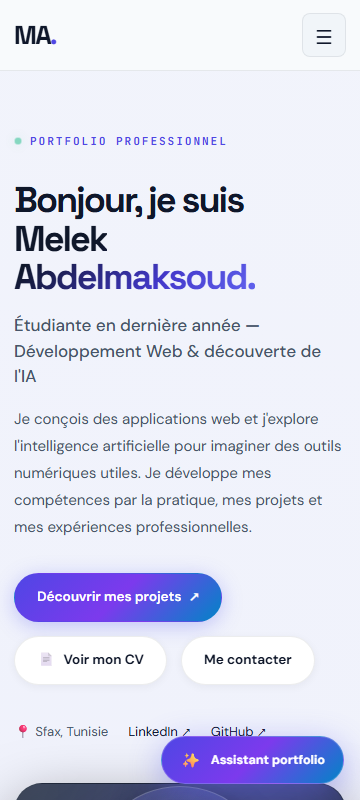 MA.
PORTFOLIO PROFESSIONNEL
Bonjour, je suis
Melek
Abdelmaksoud.
Étudiante en dernière année —
Développement Web & découverte de
l'IA
Je conçois des applications web et j'explore
l'intelligence artificielle pour imaginer des outils
numériques utiles. Je développe mes
compétences par la pratique, mes projets et
mes expériences professionnelles.
Découvrir mes projets ↗
Voir mon CV
Me contacter
Sfax, Tunisie LinkedIn ↗ GitHub ↗
Assistant portfolio